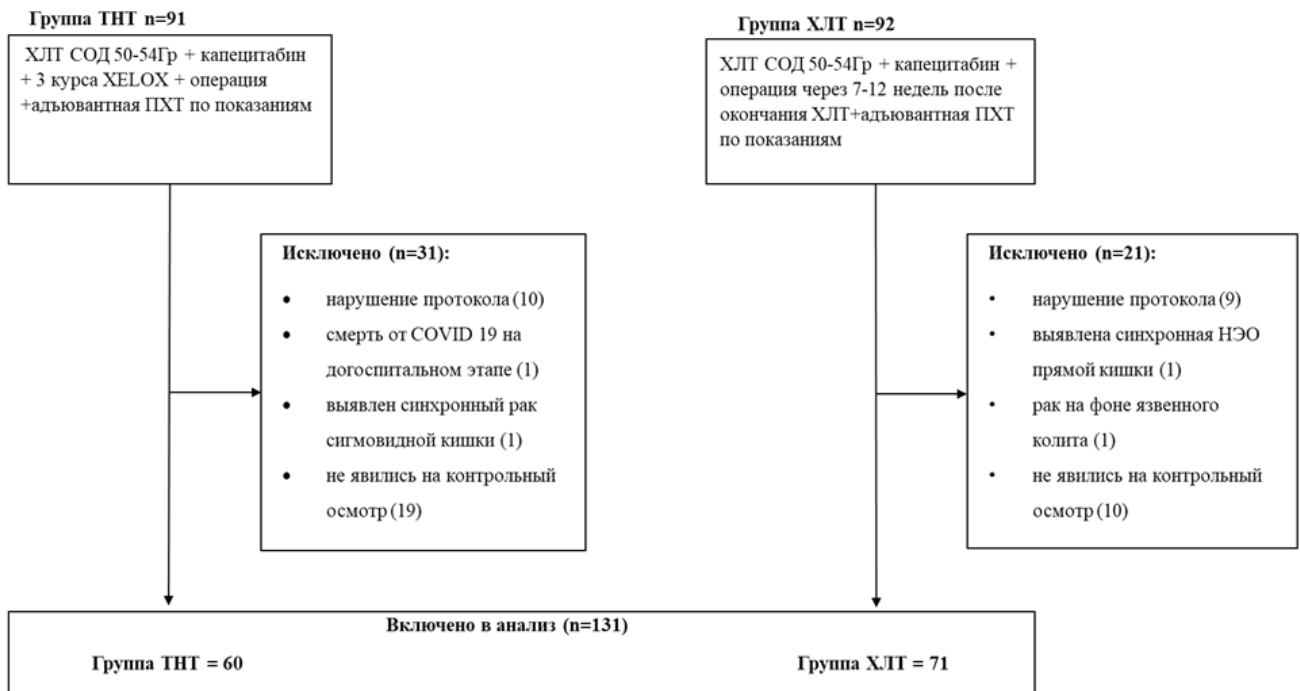 Группа ТНТ n=91
ХЛТ СОД 50-54Гр + капецитабин
+ 3 курса XELOX + операция
+адъювантная ПХТ по показаниям
Группа ХЛТ n=92
ХЛТ СОД 50-54Гр + капецитабин +
операция через 7-12 недель после
окончания ХЛТ+адъювантная ПХТ
по показаниям
Исключено (n=31):
• нарушение протокола (10)
• смерть от COVID 19 на
догоспитальном этапе (1)
• выявлен синхронный рак
сигмовидной кишки (1)
• не явились на контрольный
осмотр (19)
Исключено (n=21):
• нарушение протокола (9)
• выявлена синхронная НЭО
прямой кишки (1)
• рак на фоне язвенного
колита (1)
• не явились на контрольный
осмотр (10)
Включено в анализ (n=131)
Группа ТНТ = 60
Группа ХЛТ = 71